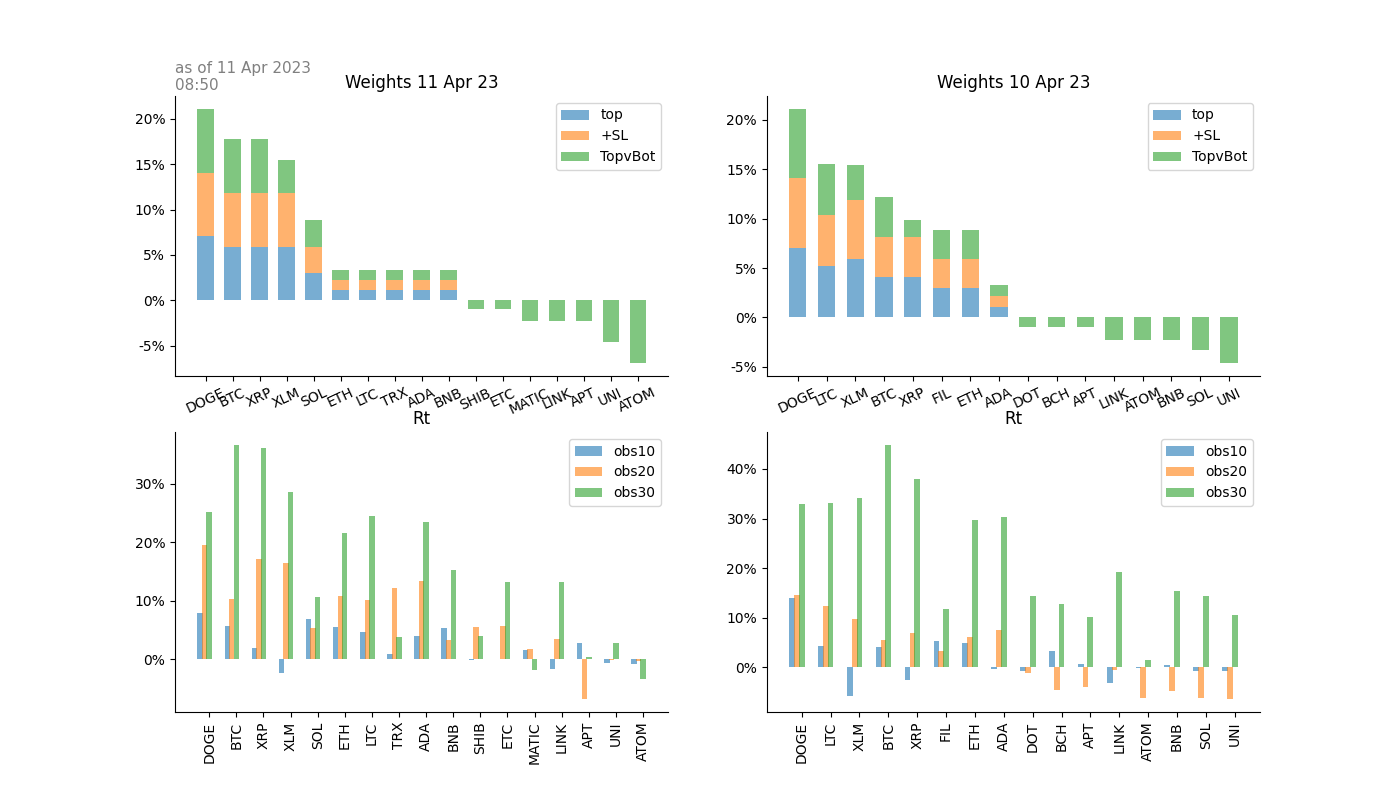 as of 11 Apr 2023
08:50
Weights 11 Apr 23
20%
15%
10%
5%
0%
-5%
top
+SL
TopvBot
DOGE BTC XRP XLM SOL ETH LTC TRX ADA BNB SHIB ETC MATIC LINK APT UNI ATOM
Weights 10 Apr 23
20%
15%
10%
5%
0%
-5%
top
+SL
TopvBot
DOGE LTC XLM BTC XRP FIL ETH ADA DOT BCH APT LINK ATOM BNB SOL UNI
Rt
30%
20%
10%
0%
obs10
obs20
obs30
DOGE BTC XRP XLM SOL ETH LTC TRX ADA BNB SHIB ETC MATIC LINK APT UNI ATOM
Rt
40%
30%
20%
10%
0%
obs10
obs20
obs30
DOGE LTC XLM BTC XRP FIL ETH ADA DOT BCH APT LINK ATOM BNB SOL UNI